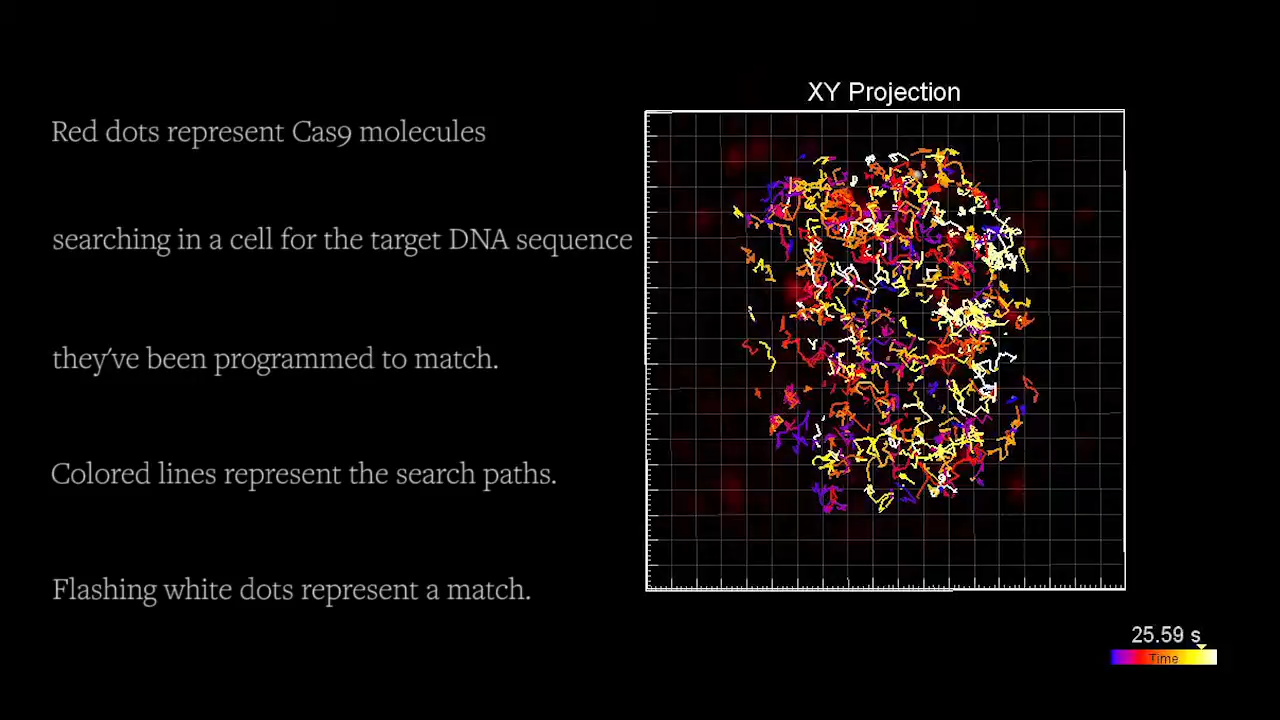 Red dots represent Cas9 molecules
searching in a cell for the target DNA sequence
they've been programmed to match.
Colored lines represent the search paths.
Flashing white dots represent a match.
XY Projection
25.59 s
Time